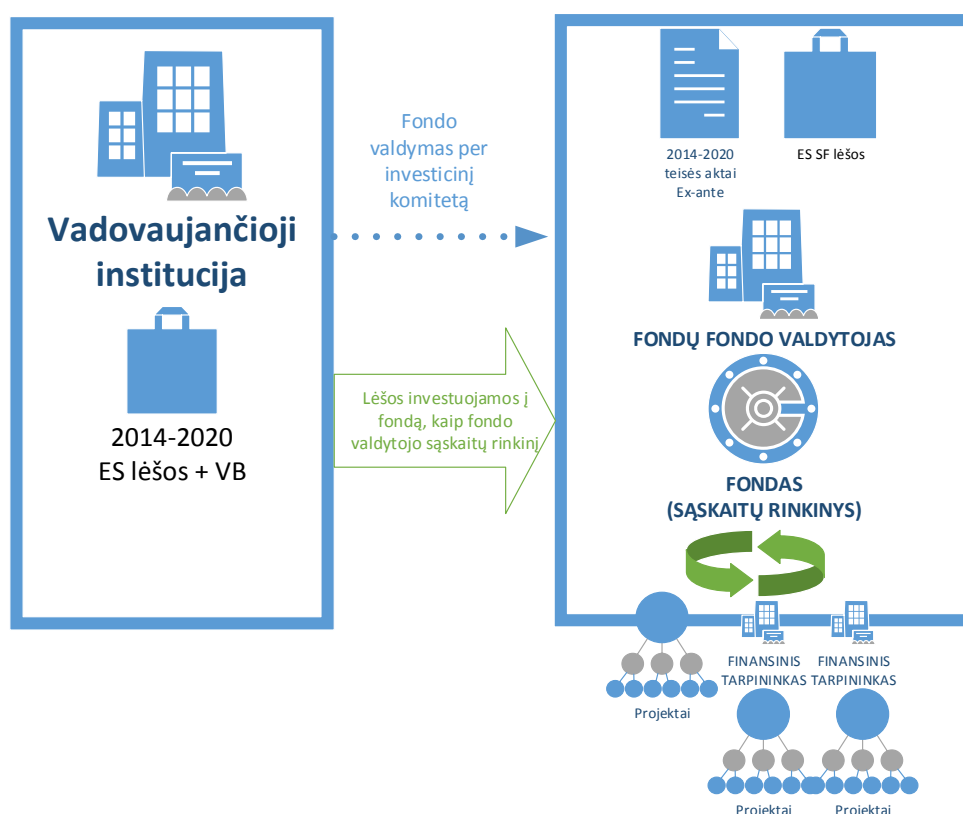 Vadovaujančioji
institucija
2014-2020
ES lėšos + VB
Fondo
valdymas per
investicinį
komitetą
Lėšos investuojamos į
fondą, kaip fondo
valdytojo sąskaitų rinkinį
2014-2020
teisės aktai
Ex-ante
ES SF lėšos
FONDŲ FONDO VALDYTOJAS
FONDAS
(SĄSKAITŲ RINKINYS)
Projektai
FINANSINIS
TARPININKAS
Projektai
FINANSINIS
TARPININKAS
Projektai